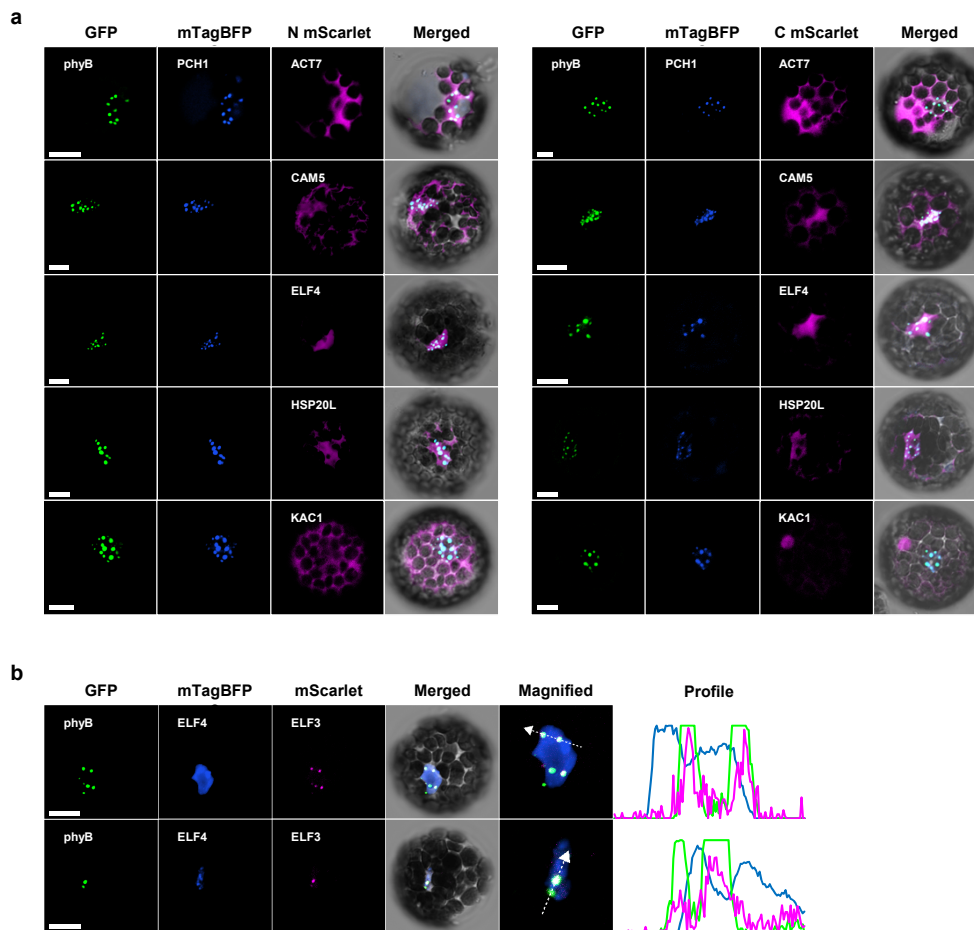 a
GFP mTagBFP N mScarlet Merged GFP mTagBFP C mScarlet Merged
phyB PCH1 ACT7 phyB PCH1 ACT7
CAM5 CAM5
ELF4 ELF4
HSP20L HSP20L
KAC1 KAC1
b
GFP mTagBFP mScarlet Merged Magnified Profile
phyB ELF4 ELF3
phyB ELF4 ELF3